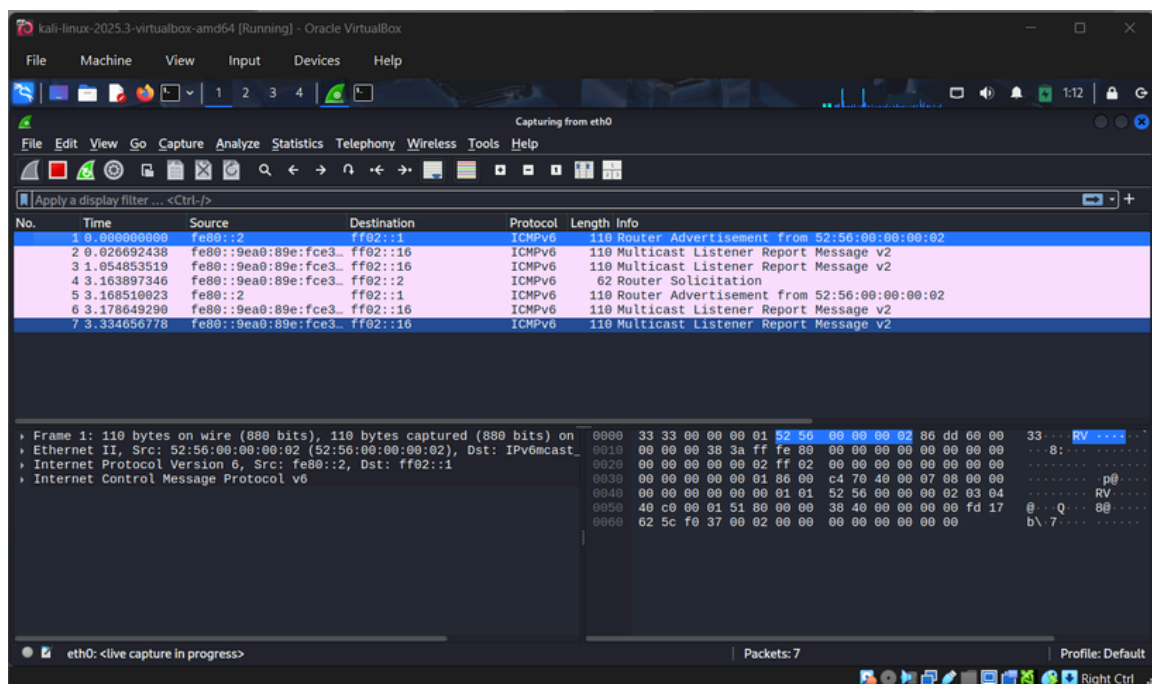 kali-linux-2025.3-virtualbox-amd64 [Running] - Oracle VirtualBox
File Machine View Input Devices Help
1 2 3 4 1:12
Capturing from eth0
File Edit View Go Capture Analyze Statistics Telephony Wireless Tools Help
Apply a display filter ... <Ctrl-/>
No. Time Source Destination Protocol Length Info
1 0.000000000 fe80::2 ff02::1 ICMPv6 110 Router Advertisement from 52:56:00:00:00:02
2 0.026692438 fe80::9ea0:89e:fce3… ff02::16 ICMPv6 110 Multicast Listener Report Message v2
3 1.054853519 fe80::9ea0:89e:fce3… ff02::16 ICMPv6 110 Multicast Listener Report Message v2
4 3.163897346 fe80::9ea0:89e:fce3… ff02::2 ICMPv6 62 Router Solicitation
5 3.168510023 fe80::2 ff02::1 ICMPv6 110 Router Advertisement from 52:56:00:00:00:02
6 3.178649290 fe80::9ea0:89e:fce3… ff02::16 ICMPv6 110 Multicast Listener Report Message v2
7 3.334656778 fe80::9ea0:89e:fce3… ff02::16 ICMPv6 110 Multicast Listener Report Message v2
Frame 1: 110 bytes on wire (880 bits), 110 bytes captured (880 bits) on
Ethernet II, Src: 52:56:00:00:00:02 (52:56:00:00:00:02), Dst: IPv6mcast_
Internet Protocol Version 6, Src: fe80::2, Dst: ff02::1
Internet Control Message Protocol v6
0000 33 33 00 00 00 01 52 56 00 00 00 02 86 dd 60 00 33····RV ······`·
0010 00 00 00 38 3a ff fe 80 00 00 00 00 00 00 00 00 ···8:··· ········
0020 00 00 00 00 00 02 ff 02 00 00 00 00 00 00 00 00 ········ ········
0030 00 00 00 00 00 01 86 00 c4 70 40 00 07 08 00 00 ········ ·p@·····
0040 00 00 00 00 00 00 01 01 52 56 00 00 00 02 03 04 ········ RV······
0050 40 c0 00 01 51 80 00 00 38 40 00 00 00 00 fd 17 @···Q··· 8@······
0060 62 5c f0 37 00 02 00 00 00 00 00 00 00 00 b\·7···· ······
eth0: <live capture in progress> Packets: 7 Profile: Default
Right Ctrl